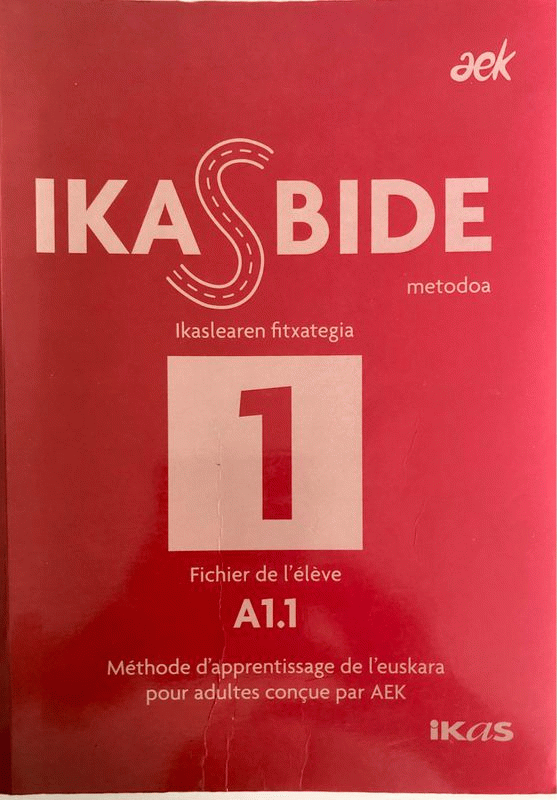 aek
IKASBIDE
metodoa
Ikaslearen fitxategia
1
Fichier de l'élève
A1.1
Méthode d'apprentissage de l'euskara
pour adultes conçue par AEK
iKas